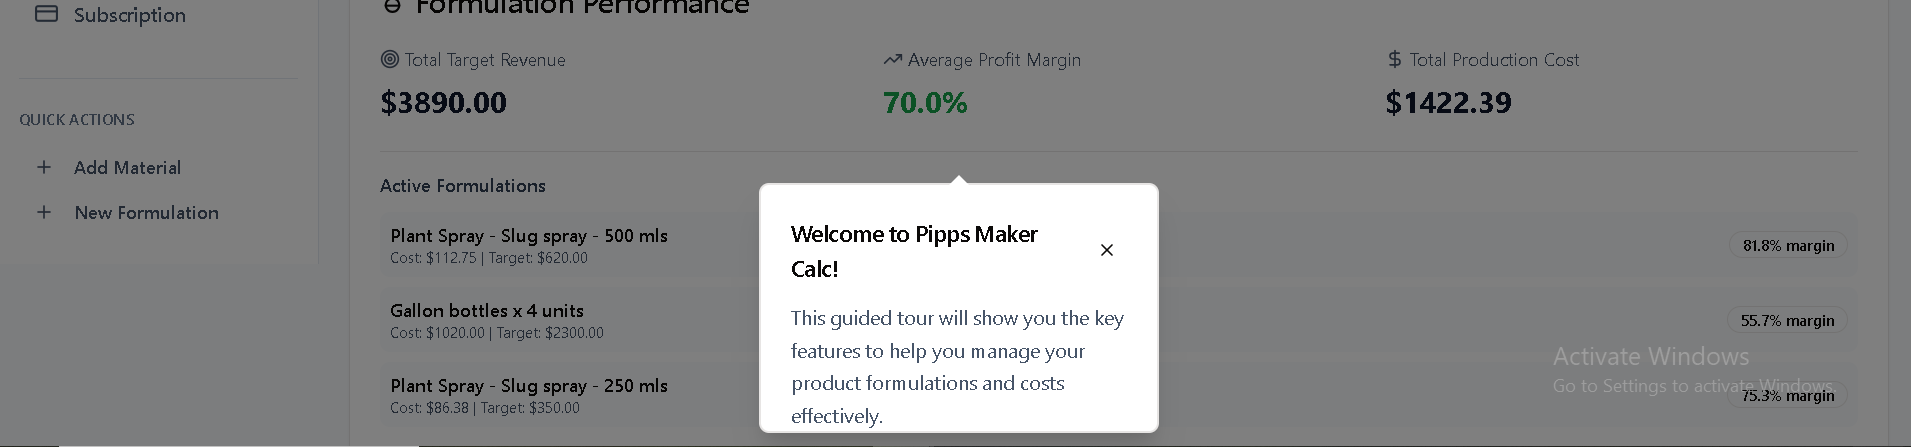 Subscription
Formulation Performance
Total Target Revenue
$3890.00
Average Profit Margin
70.0%
Total Production Cost
$1422.39
QUICK ACTIONS
Add Material
New Formulation
Active Formulations
Plant Spray - Slug spray - 500 mls
Cost: $112.75 | Target: $620.00
81.8% margin
Gallon bottles x 4 units
Cost: $1020.00 | Target: $2300.00
55.7% margin
Plant Spray - Slug spray - 250 mls
Cost: $86.38 | Target: $350.00
75.3% margin
Welcome to Pipps Maker
Calc!
This guided tour will show you the key
features to help you manage your
product formulations and costs
effectively.
Activate Windows
Go to Settings to activate Windows.